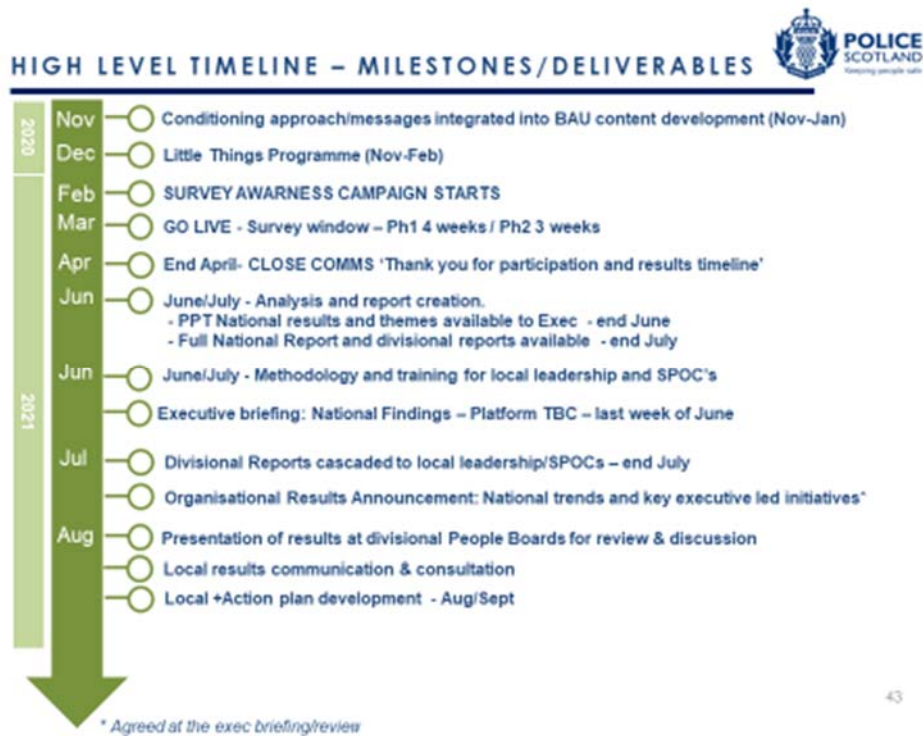 POLICE
SCOTLAND
Keeping people safe
HIGH LEVEL TIMELINE – MILESTONES/DELIVERABLES
2020
Nov
Conditioning approach/messages integrated into BAU content development (Nov-Jan)
Dec
Little Things Programme (Nov-Feb)
2021
Feb
SURVEY AWARNESS CAMPAIGN STARTS
Mar
GO LIVE - Survey window – Ph1 4 weeks / Ph2 3 weeks
Apr
End April- CLOSE COMMS ‘Thank you for participation and results timeline’
Jun
June/July - Analysis and report creation.
- PPT National results and themes available to Exec - end June
- Full National Report and divisional reports available - end July
Jun
June/July - Methodology and training for local leadership and SPOC's
Executive briefing: National Findings – Platform TBC – last week of June
Jul
Divisional Reports cascaded to local leadership/SPOCs – end July
Organisational Results Announcement: National trends and key executive led initiatives*
Aug
Presentation of results at divisional People Boards for review & discussion
Local results communication & consultation
Local +Action plan development - Aug/Sept
43
* Agreed at the exec briefing/review